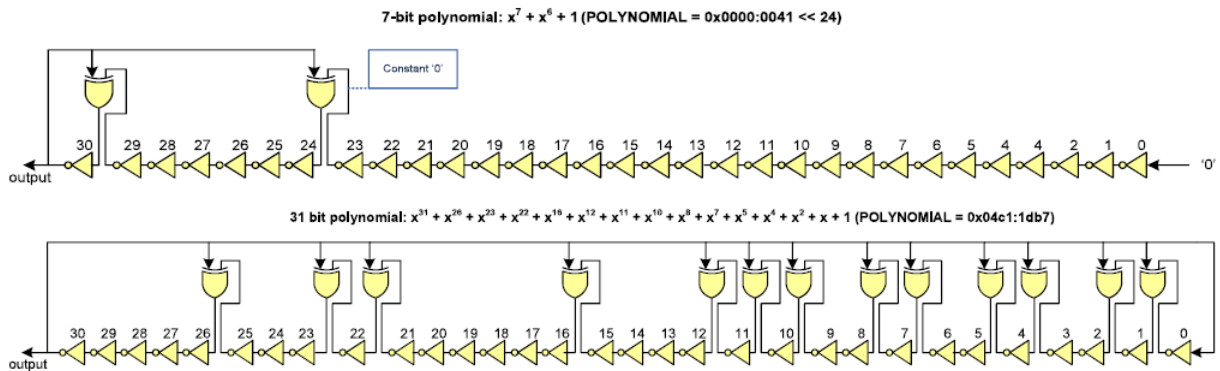 7-bit polynomial: x⁷ + x⁶ + 1 (POLYNOMIAL = 0x0000:0041 << 24)
Constant '0'
30 29 28 27 26 25 24 23 22 21 20 19 18 17 16 15 14 13 12 11 10 9 8 7 6 5 4 4 2 1 0
output '0'
31 bit polynomial: x³¹ + x²⁶ + x²³ + x²² + x¹⁶ + x¹² + x¹¹ + x¹⁰ + x⁸ + x⁷ + x⁵ + x⁴ + x² + x + 1 (POLYNOMIAL = 0x04c1:1db7)
30 29 28 27 26 25 24 23 22 21 20 19 18 17 16 15 14 13 12 11 10 9 8 7 6 5 4 3 2 1 0
output